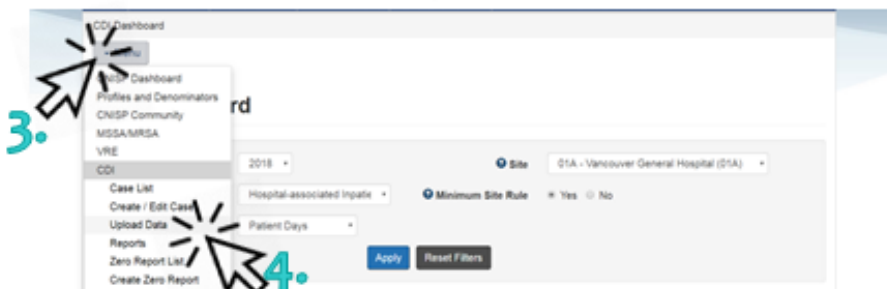 CDI Dashboard
Menu
CNISP Dashboard
Profiles and Denominators
rd
CNISP Community
3.
MSSA/MRSA
VRE
2018
Site
01A - Vancouver General Hospital (01A)
CDI
Case List
Hospital-associated Inpatie
Minimum Site Rule
Yes
No
Create / Edit Case
Upload Data
Patient Days
Reports
Zero Report List
Apply
Reset Filters
4.
Create Zero Report